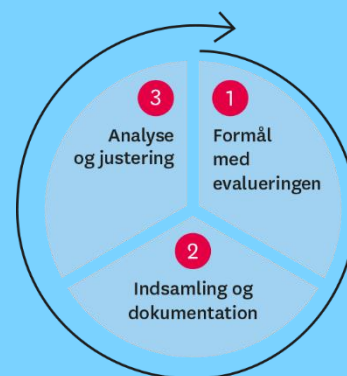 1
Formål
med
evalueringen
2
Indsamling og
dokumentation
3
Analyse
og justering